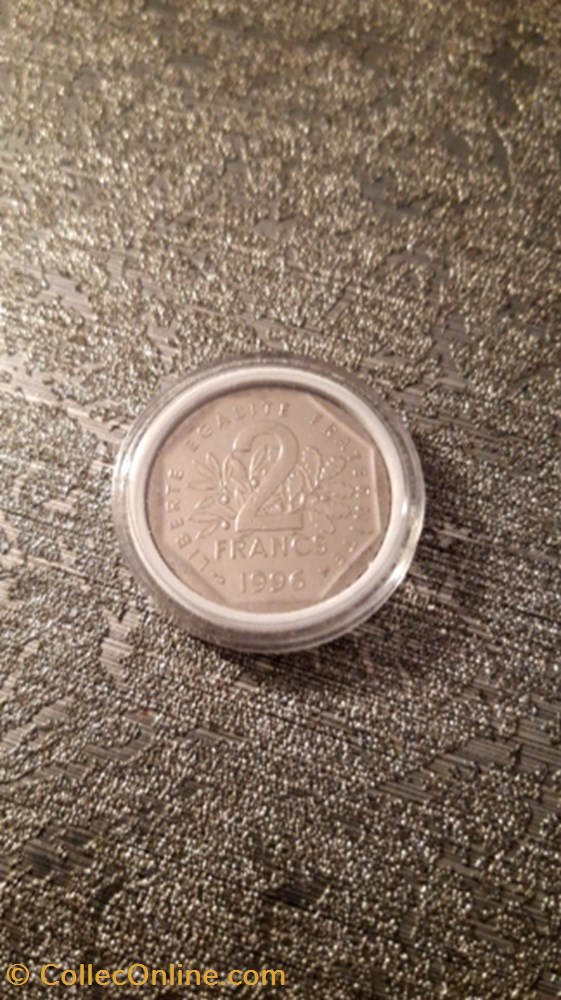 LIBERTE EGALITE FRATERNITE
2
FRANCS
1996
© CollecOnline.com